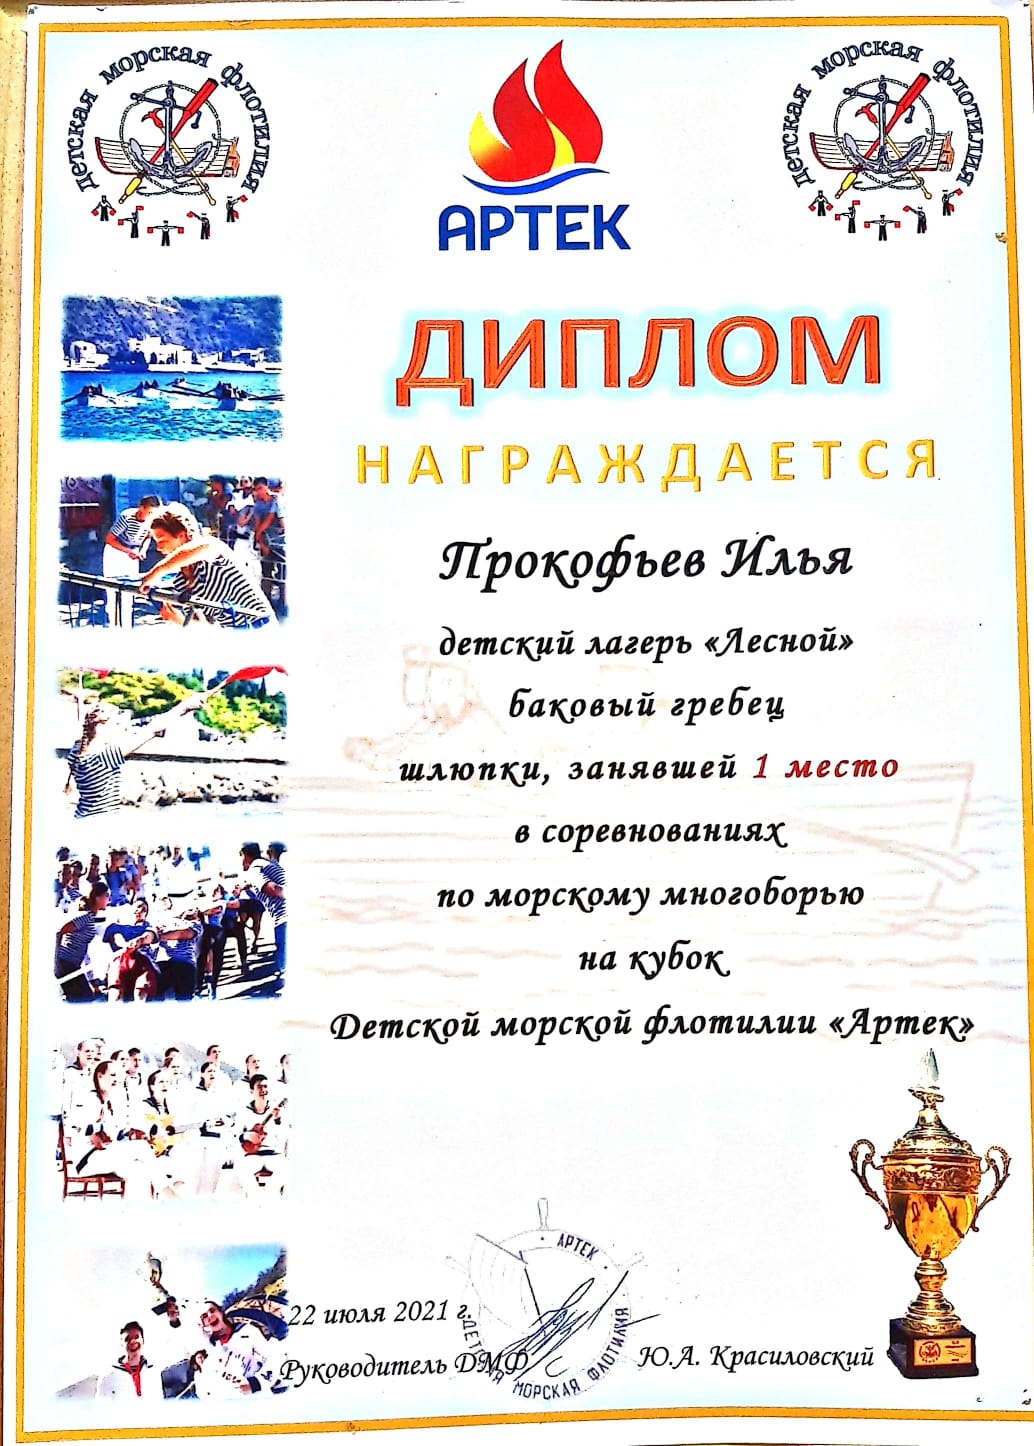 детская морская флотилия
АРТЕК
детская морская флотилия
ДИПЛОМ
НАГРАЖДАЕТСЯ
Прокофьев Илья
детский лагерь «Лесной»
баковый гребец
шлюпки, занявшей 1 место
в соревнованиях
по морскому многоборью
на кубок
Детской морской флотилии «Артек»
АРТЕК
ДЕТСКАЯ МОРСКАЯ ФЛОТИЛИЯ
22 июля 2021 г.
Руководитель ДМФ
Ю.А. Красиловский